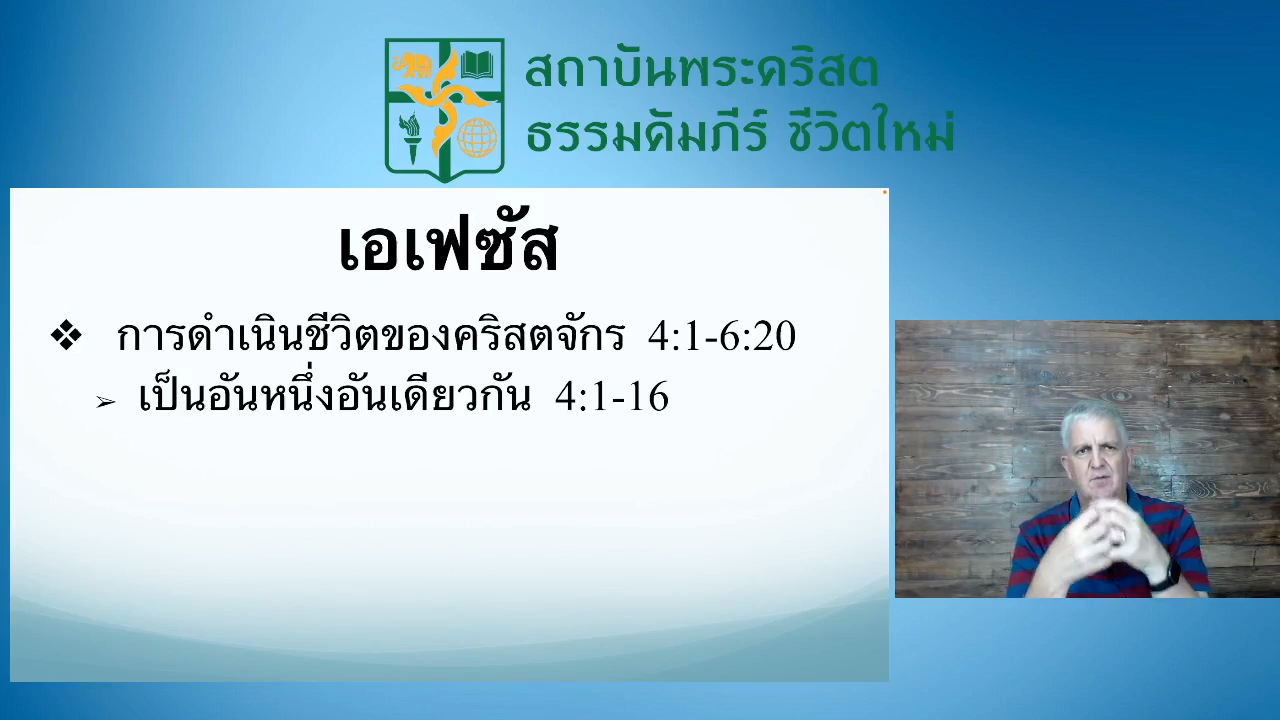 สถาบันพระคริสต
ธรรมคัมภีร์ ชีวิตใหม่
เอเฟซัส
❖ การดำเนินชีวิตของคริสตจักร 4:1-6:20
➢ เป็นอันหนึ่งอันเดียวกัน 4:1-16